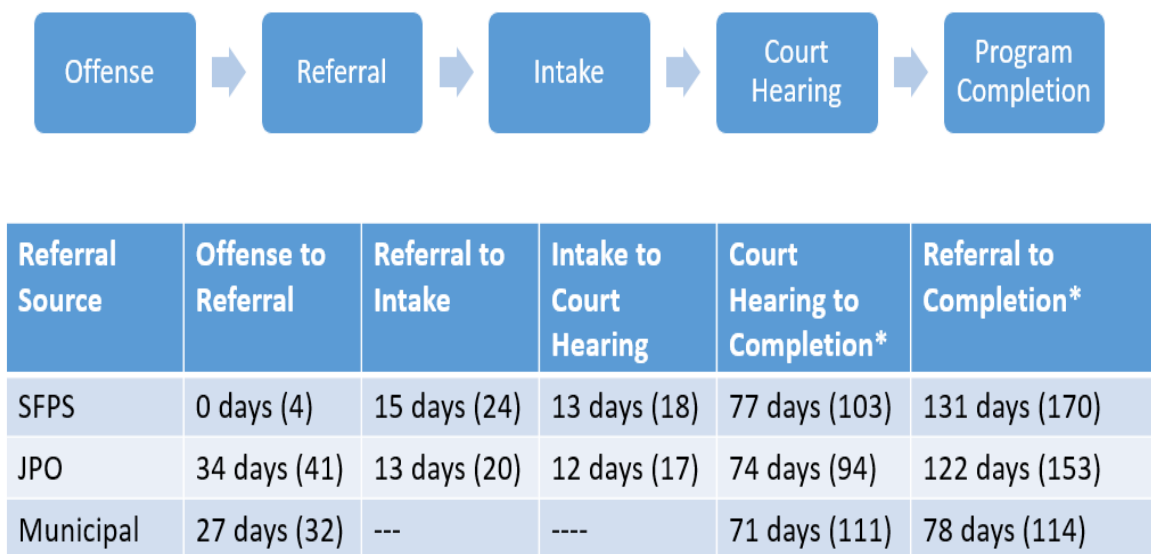 Offense
Referral
Intake
Court
Hearing
Program
Completion
Referral Source
Offense to Referral
Referral to Intake
Intake to Court Hearing
Court Hearing to Completion*
Referral to Completion*
SFPS 0 days (4) 15 days (24) 13 days (18) 77 days (103) 131 days (170)
JPO 34 days (41) 13 days (20) 12 days (17) 74 days (94) 122 days (153)
Municipal 27 days (32) --- ---- 71 days (111) 78 days (114)